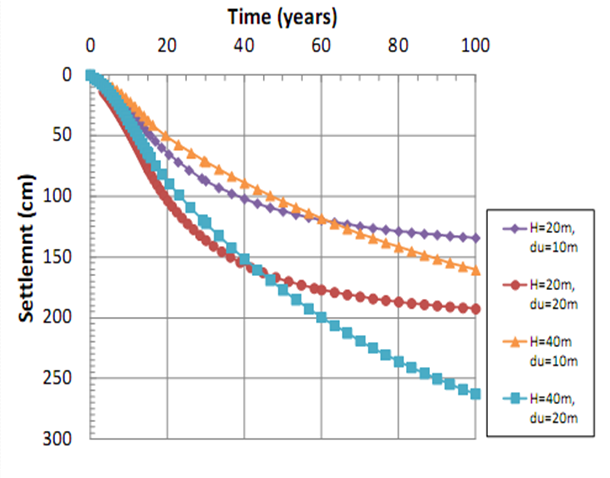 Time (years)
0 20 40 60 80 100
0
50
100
150
200
250
300
Settlemnt (cm)
H=20m,
du=10m
H=20m,
du=20m
H=40m
du=10m
H=40m,
du=20m